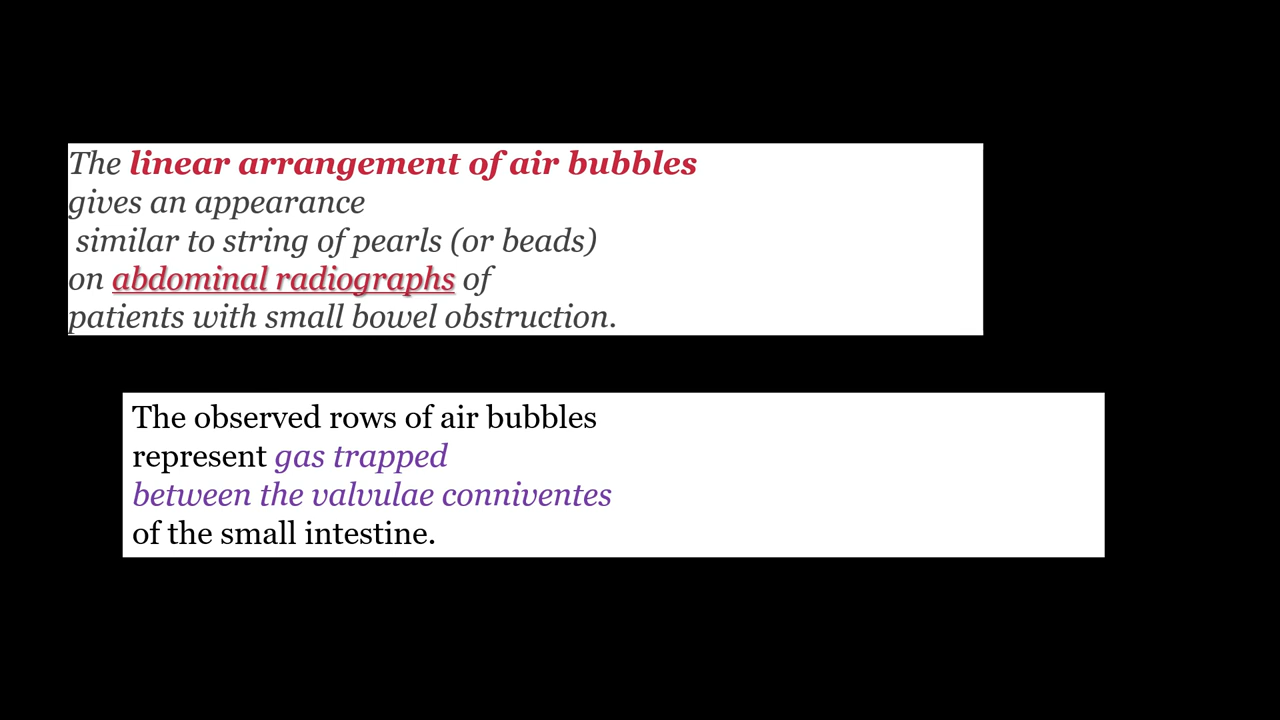 The linear arrangement of air bubbles
gives an appearance
similar to string of pearls (or beads)
on abdominal radiographs of
patients with small bowel obstruction.
The observed rows of air bubbles
represent gas trapped
between the valvulae conniventes
of the small intestine.